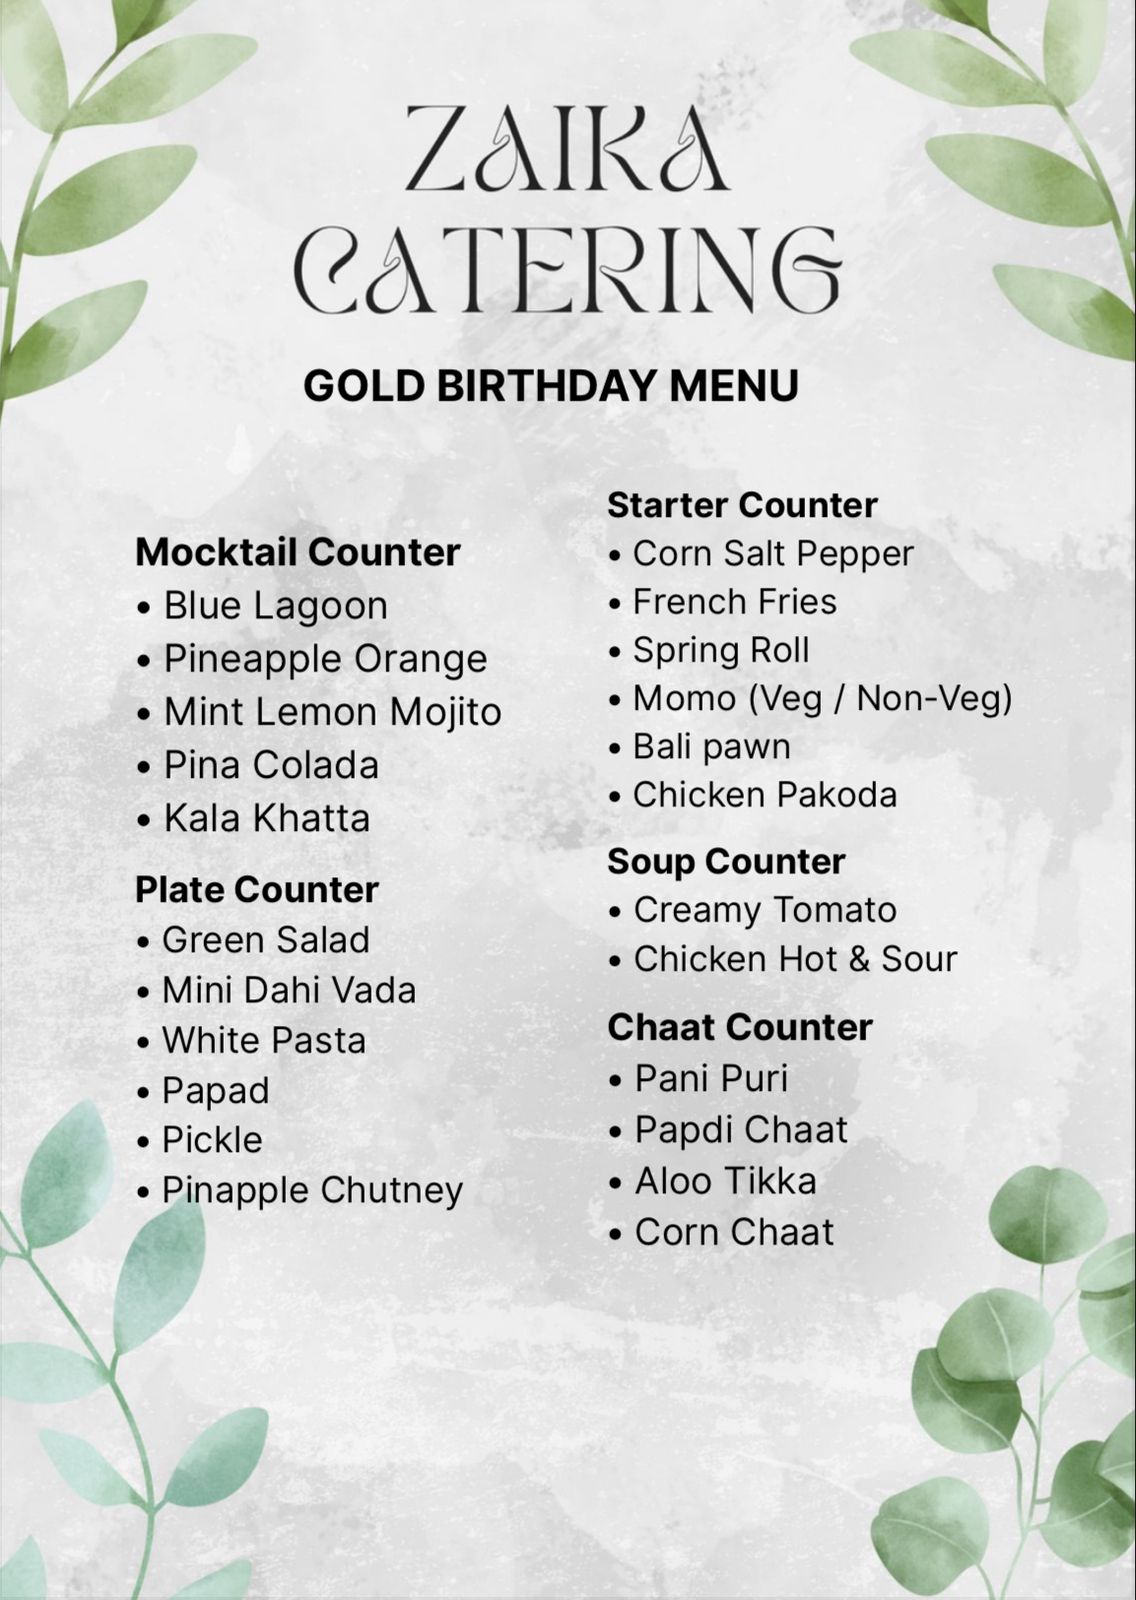 ZAIKA
CATERING
GOLD BIRTHDAY MENU
Mocktail Counter
• Blue Lagoon
• Pineapple Orange
• Mint Lemon Mojito
• Pina Colada
• Kala Khatta
Plate Counter
• Green Salad
• Mini Dahi Vada
• White Pasta
• Papad
• Pickle
• Pinapple Chutney
Starter Counter
• Corn Salt Pepper
• French Fries
• Spring Roll
• Momo (Veg / Non-Veg)
• Bali pawn
• Chicken Pakoda
Soup Counter
• Creamy Tomato
• Chicken Hot & Sour
Chaat Counter
• Pani Puri
• Papdi Chaat
• Aloo Tikka
• Corn Chaat